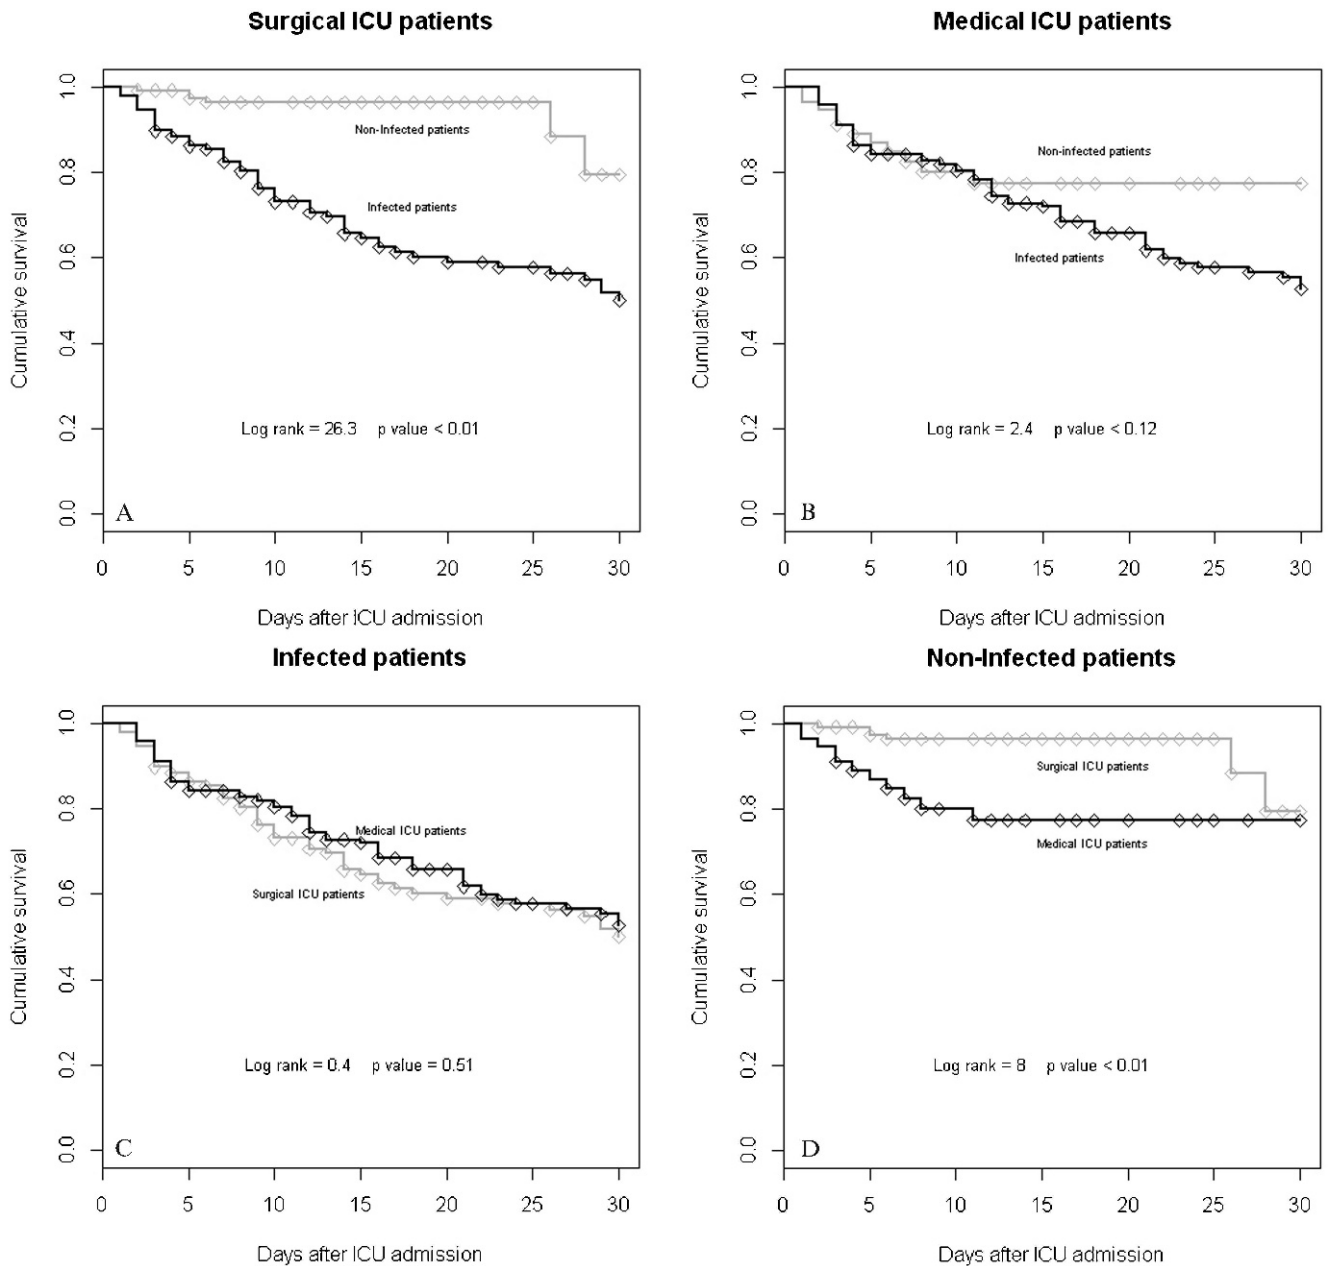 Surgical ICU patients
1.0
0.8
0.6
0.4
0.2
0.0
Cumulative survival
Non-Infected patients
Infected patients
Log rank = 26.3 p value < 0.01
A
0 5 10 15 20 25 30
Days after ICU admission
Medical ICU patients
1.0
0.8
0.6
0.4
0.2
0.0
Cumulative survival
Non-infected patients
Infected patients
Log rank = 2.4 p value < 0.12
B
0 5 10 15 20 25 30
Days after ICU admission
Infected patients
1.0
0.8
0.6
0.4
0.2
0.0
Cumulative survival
Medical ICU patients
Surgical ICU patients
Log rank = 0.4 p value = 0.51
C
0 5 10 15 20 25 30
Days after ICU admission
Non-Infected patients
1.0
0.8
0.6
0.4
0.2
0.0
Cumulative survival
Surgical ICU patients
Medical ICU patients
Log rank = 8 p value < 0.01
D
0 5 10 15 20 25 30
Days after ICU admission